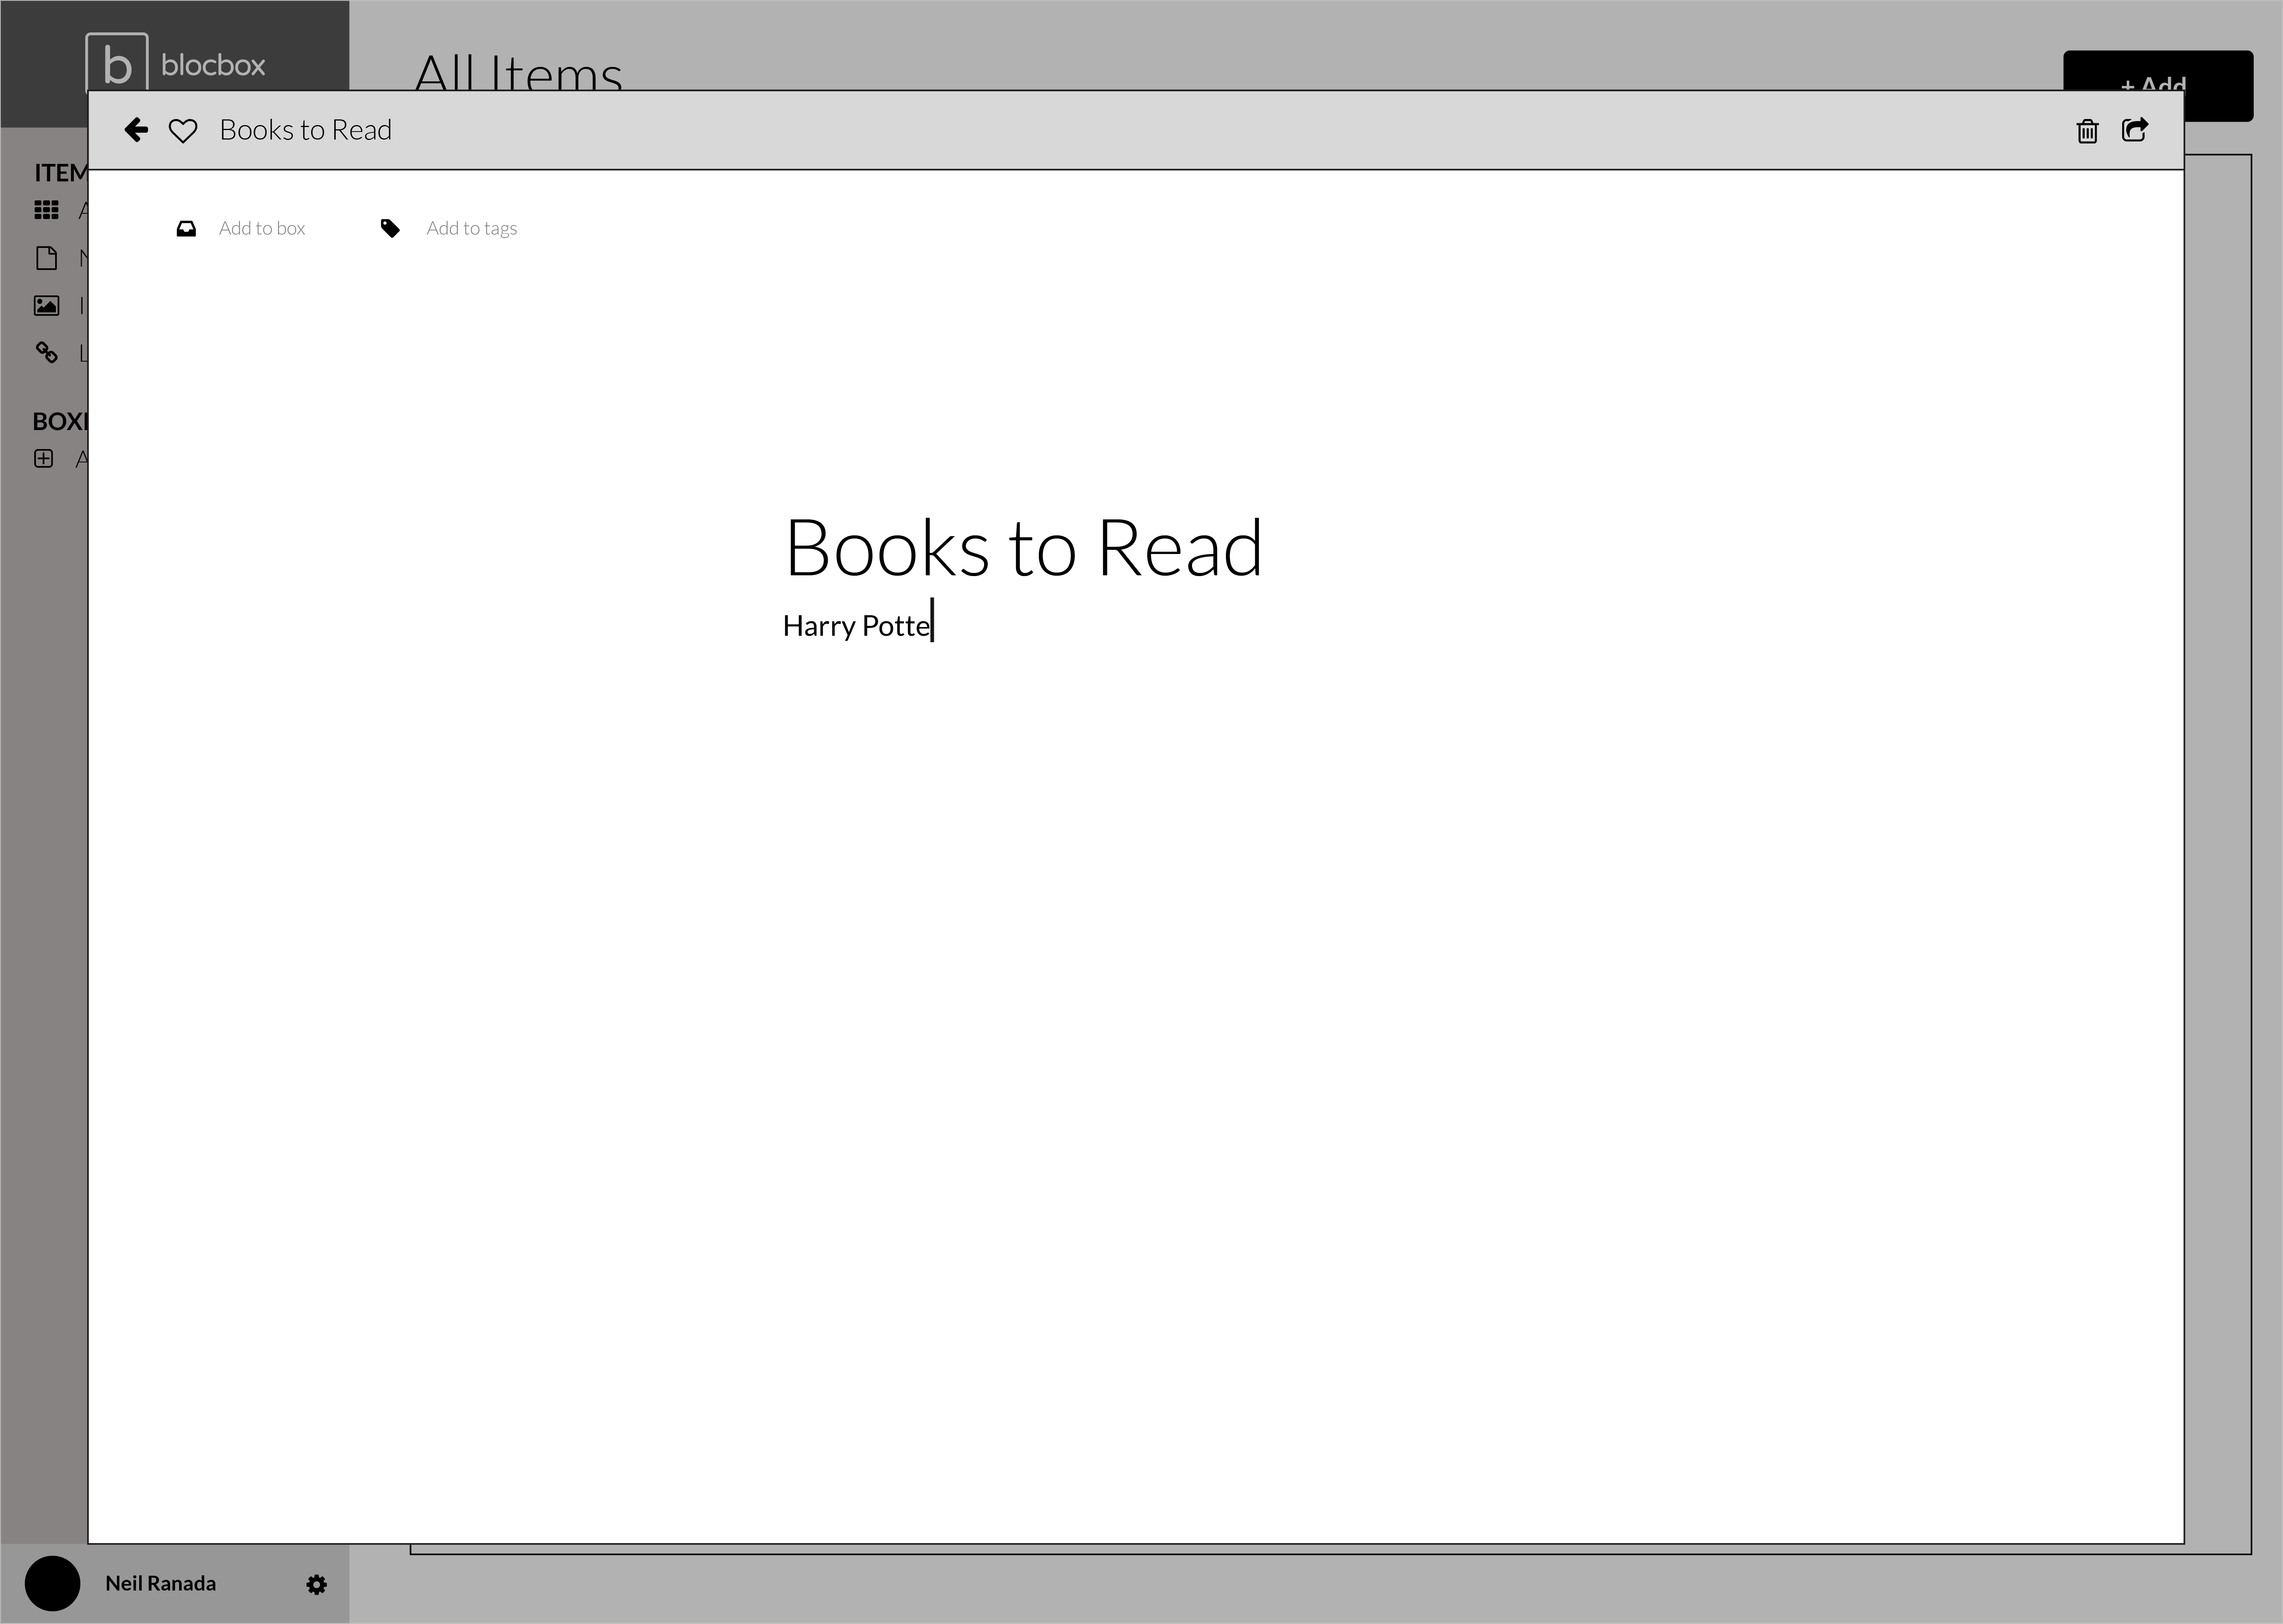 b blocbox
All Items
+ Add
Books to Read
ITEM
A
N
I
L
BOX
A
Add to box
Add to tags
Books to Read
Harry Potte
Neil Ranada